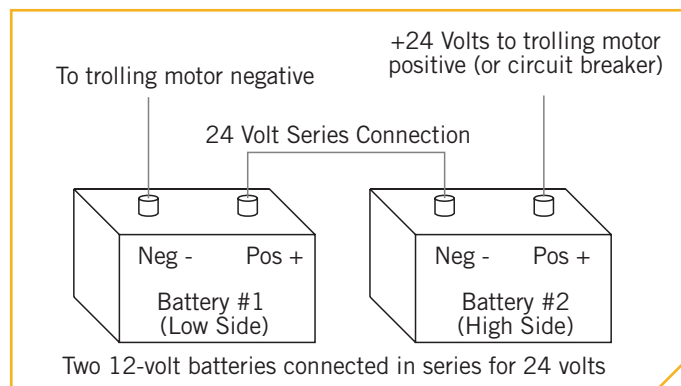 +24 Volts to trolling motor
positive (or circuit breaker)
To trolling motor negative
24 Volt Series Connection
Neg - Pos +
Battery #1
(Low Side)
Neg - Pos +
Battery #2
(High Side)
Two 12-volt batteries connected in series for 24 volts